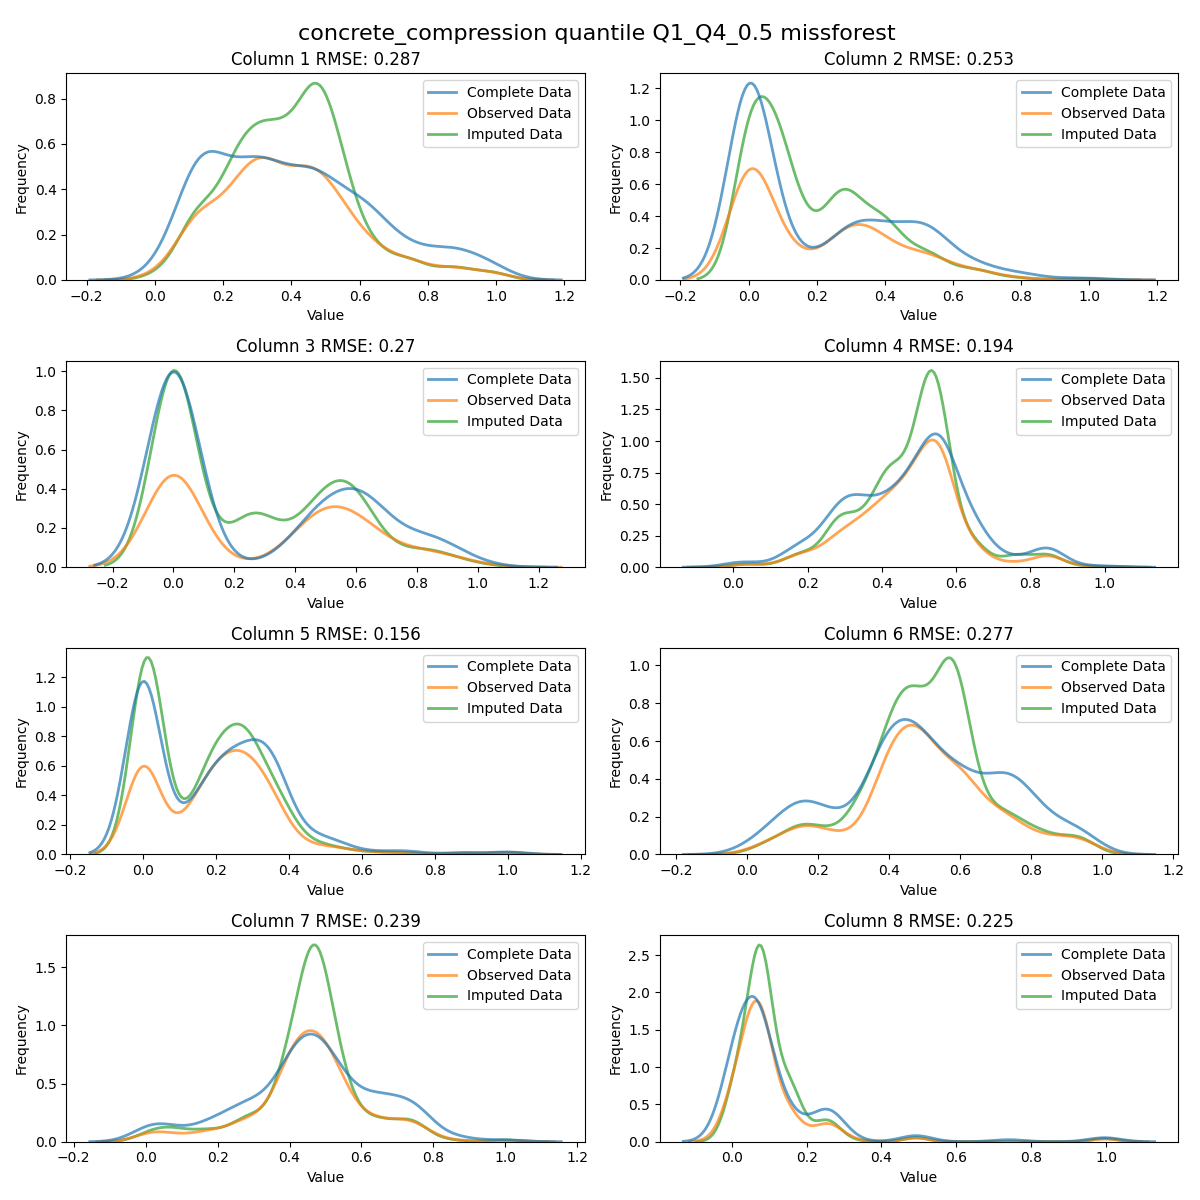 concrete_compression quantile Q1_Q4_0.5 missforest
Column 1 RMSE: 0.287
Frequency
0.8
0.6
0.4
0.2
0.0
Complete Data
Observed Data
Imputed Data
−0.2 0.0 0.2 0.4 0.6 0.8 1.0 1.2
Value
Column 2 RMSE: 0.253
Frequency
1.2
1.0
0.8
0.6
0.4
0.2
0.0
Complete Data
Observed Data
Imputed Data
−0.2 0.0 0.2 0.4 0.6 0.8 1.0 1.2
Value
Column 3 RMSE: 0.27
Frequency
1.0
0.8
0.6
0.4
0.2
0.0
Complete Data
Observed Data
Imputed Data
−0.2 0.0 0.2 0.4 0.6 0.8 1.0 1.2
Value
Column 4 RMSE: 0.194
Frequency
1.50
1.25
1.00
0.75
0.50
0.25
0.00
Complete Data
Observed Data
Imputed Data
0.0 0.2 0.4 0.6 0.8 1.0
Value
Column 5 RMSE: 0.156
Frequency
1.2
1.0
0.8
0.6
0.4
0.2
0.0
Complete Data
Observed Data
Imputed Data
−0.2 0.0 0.2 0.4 0.6 0.8 1.0 1.2
Value
Column 6 RMSE: 0.277
Frequency
1.0
0.8
0.6
0.4
0.2
0.0
Complete Data
Observed Data
Imputed Data
−0.2 0.0 0.2 0.4 0.6 0.8 1.0 1.2
Value
Column 7 RMSE: 0.239
Frequency
1.5
1.0
0.5
0.0
Complete Data
Observed Data
Imputed Data
−0.2 0.0 0.2 0.4 0.6 0.8 1.0 1.2
Value
Column 8 RMSE: 0.225
Frequency
2.5
2.0
1.5
1.0
0.5
0.0
Complete Data
Observed Data
Imputed Data
0.0 0.2 0.4 0.6 0.8 1.0
Value